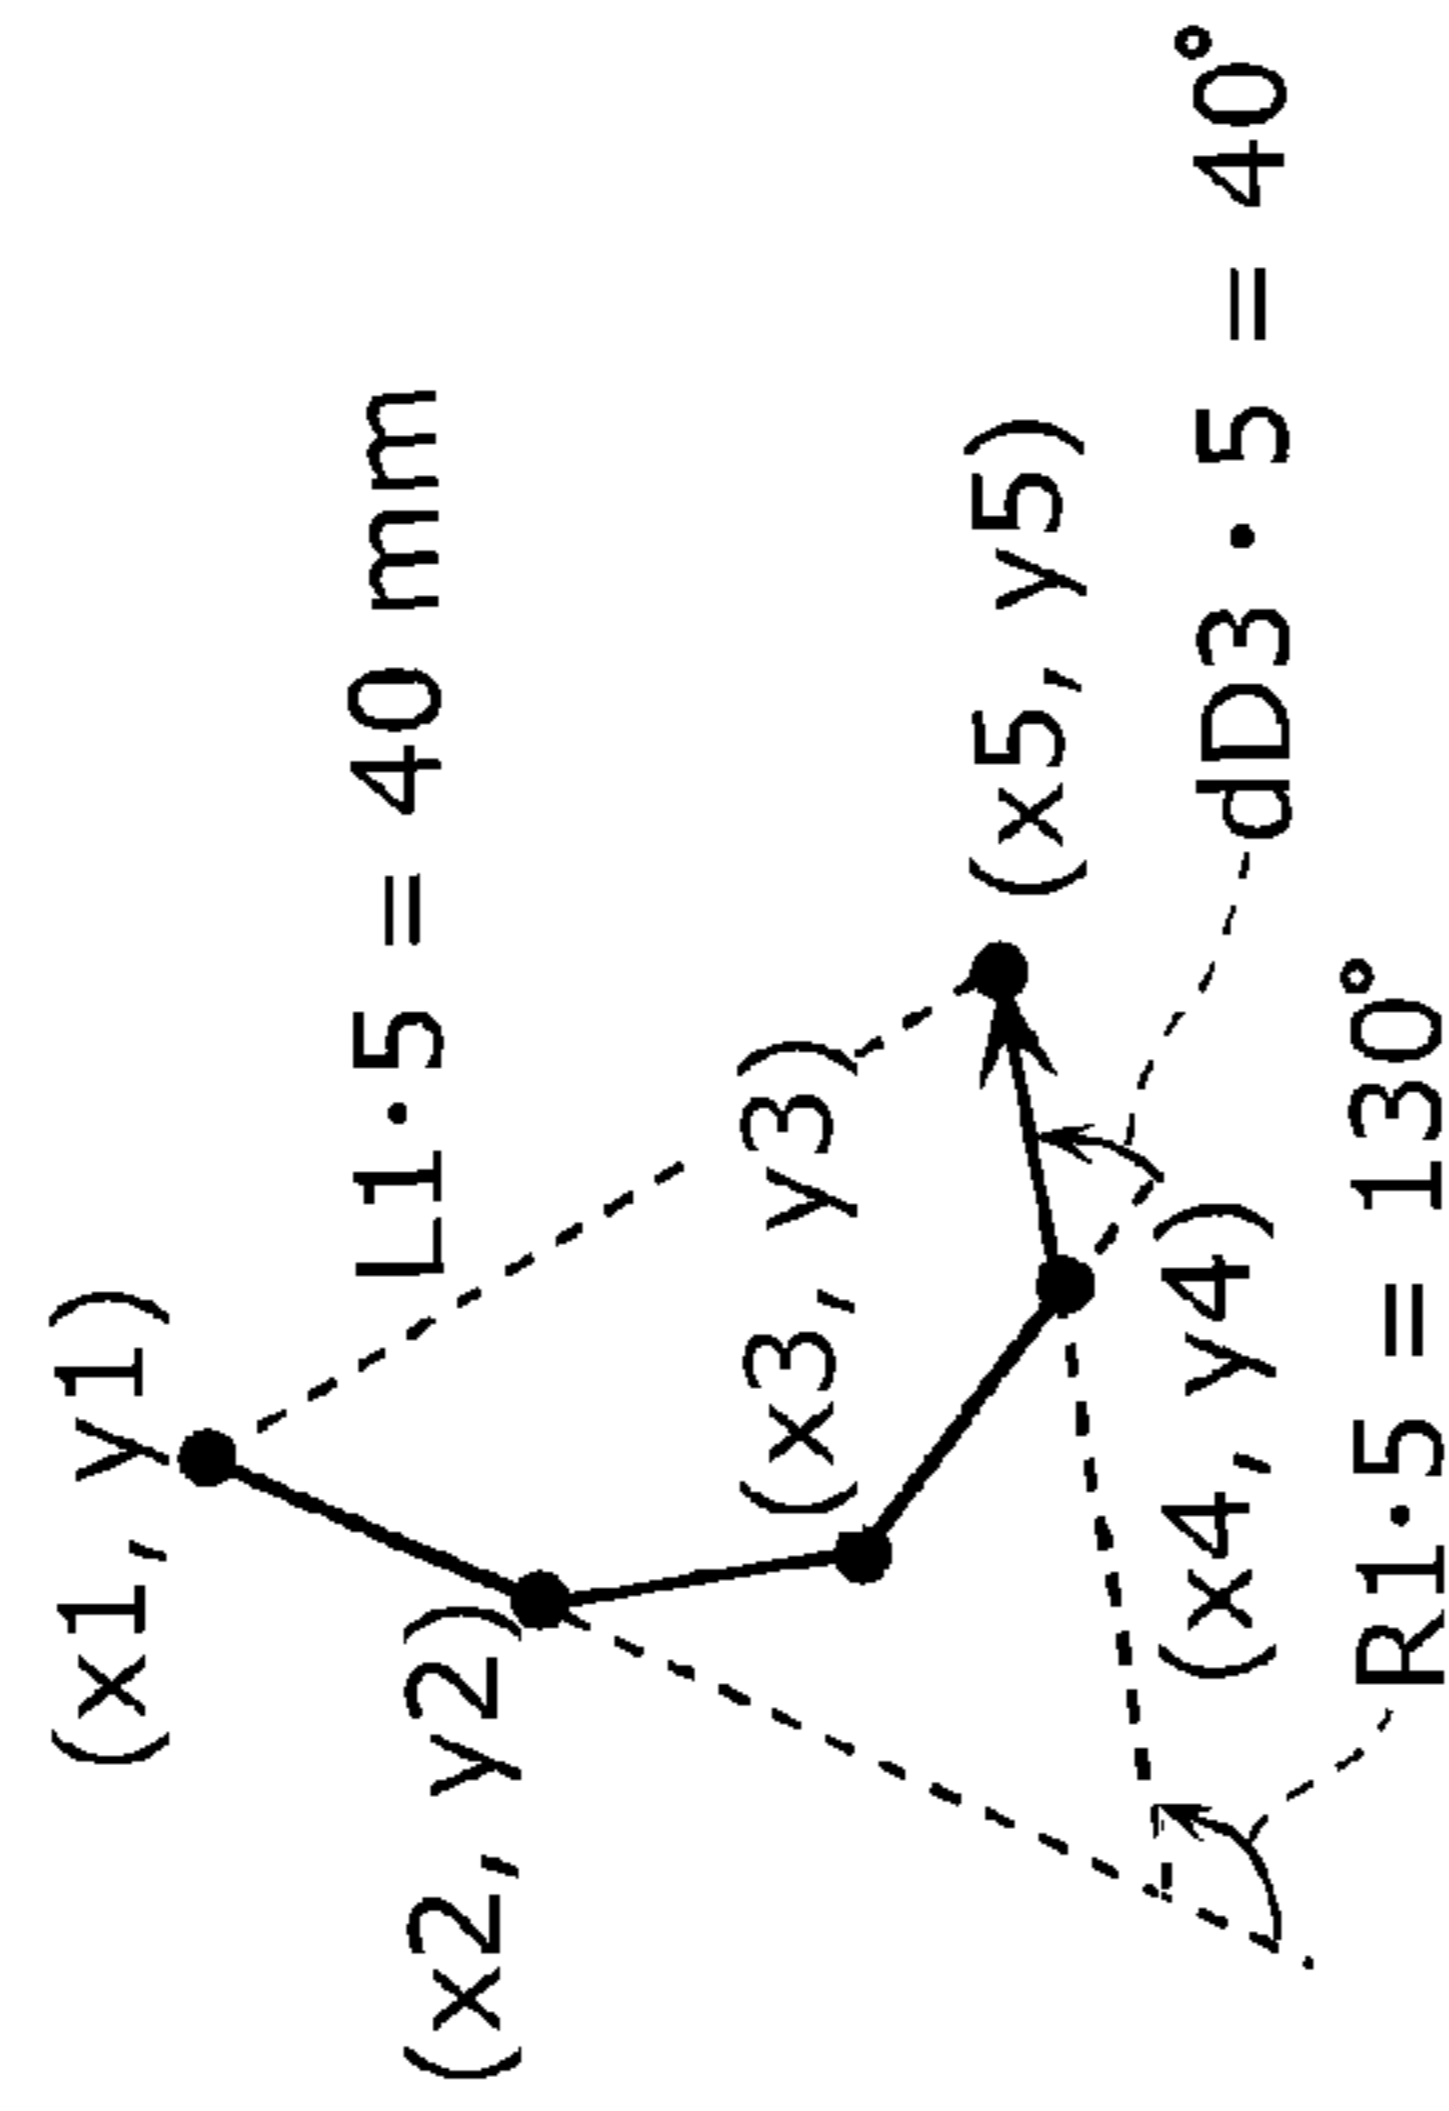 (x1, y1)
L1·5 = 40 mm
(x2, y2)
(x3, y3)
(x5, y5)
(x4, y4)
dD3·5 = 40°
R1·5 = 130°